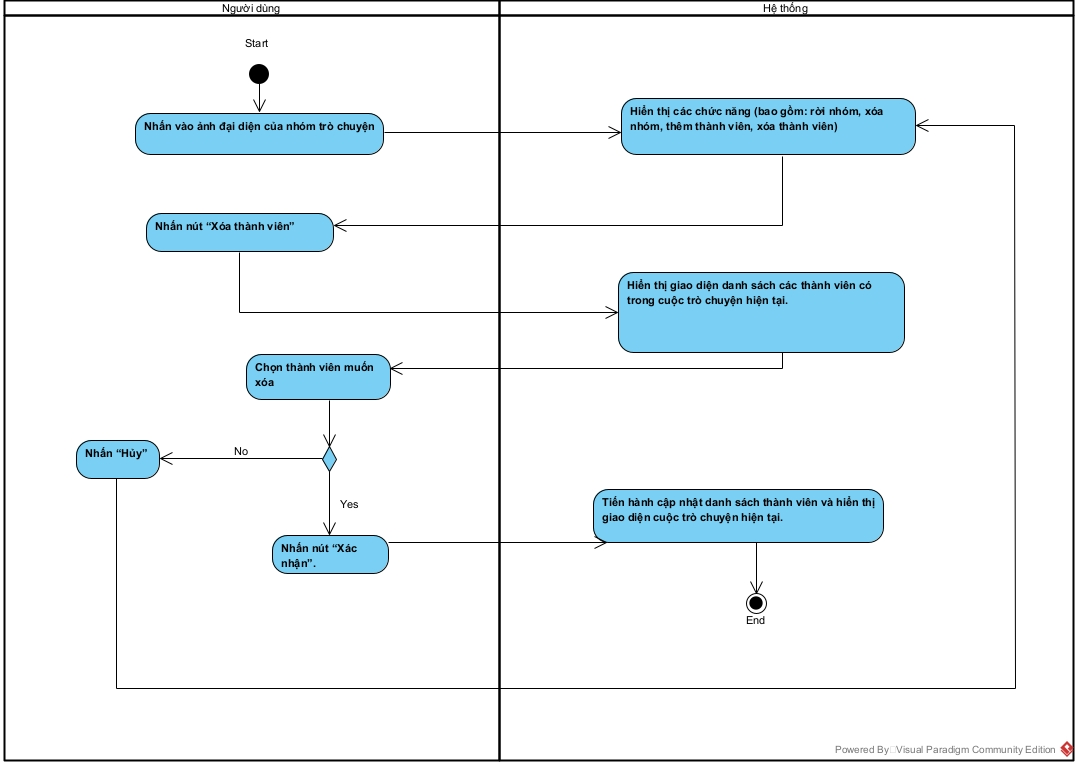 Người dùng
Hệ thống
Start
Nhấn vào ảnh đại diện của nhóm trò chuyện
Hiển thị các chức năng (bao gồm: rời nhóm, xóa
nhóm, thêm thành viên, xóa thành viên)
Nhấn nút “Xóa thành viên”
Hiển thị giao diện danh sách các thành viên có
trong cuộc trò chuyện hiện tại.
Chọn thành viên muốn
xóa
No
Nhấn “Hủy”
Yes
Nhấn nút “Xác
nhận”.
Tiến hành cập nhật danh sách thành viên và hiển thị
giao diện cuộc trò chuyện hiện tại.
End
Powered By Visual Paradigm Community Edition